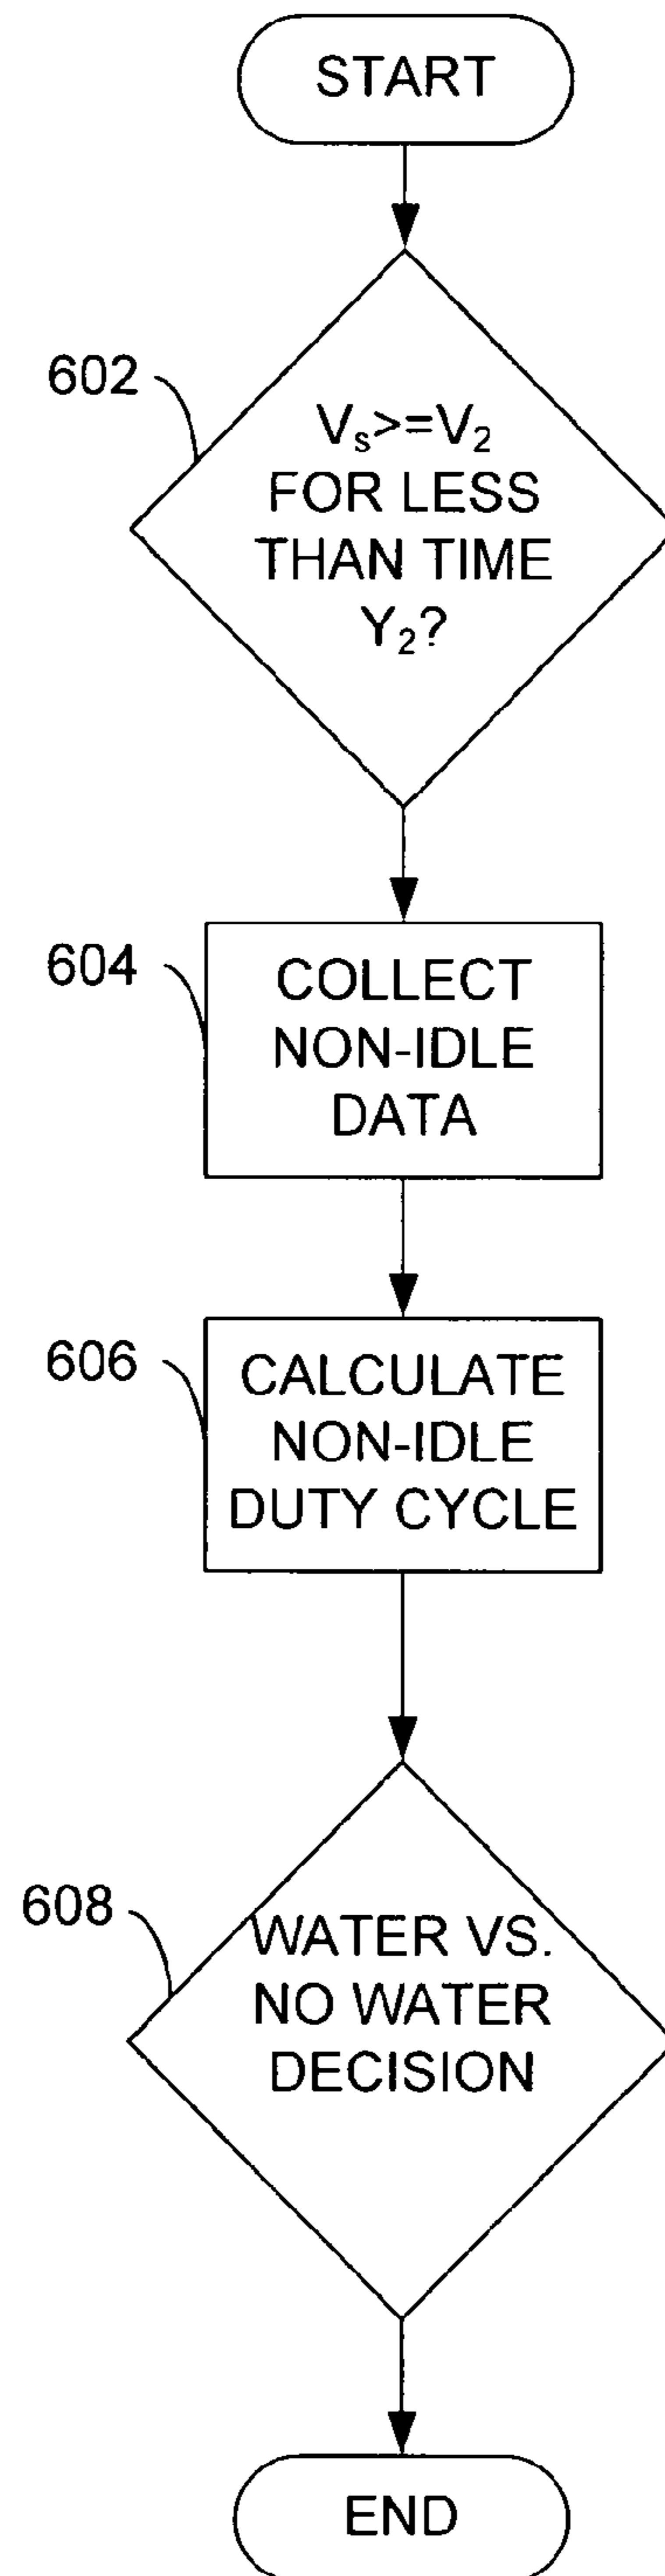 START
602
Vₛ>=V₂
FOR LESS
THAN TIME
Y₂?
604
COLLECT
NON-IDLE
DATA
606
CALCULATE
NON-IDLE
DUTY CYCLE
608
WATER VS.
NO WATER
DECISION
END